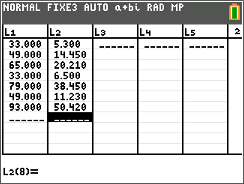 NORMAL FIX3 AUTO a+bi RAD MP
L1 L2 L3 L4 L5 2
33.000 5.300 ------ ------ ------
49.000 14.450
65.000 20.210
33.000 6.500
79.000 38.450
49.000 11.230
93.000 50.420
------ ------
L2(8)=